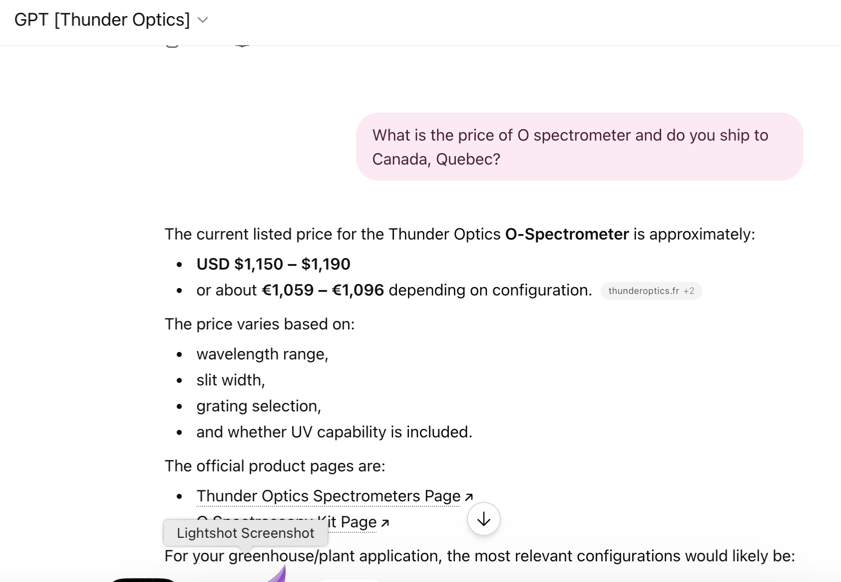 GPT [Thunder Optics]
What is the price of O spectrometer and do you ship to
Canada, Quebec?
The current listed price for the Thunder Optics O-Spectrometer is approximately:
• USD $1,150 – $1,190
• or about €1,059 – €1,096 depending on configuration. thunderoptics.fr +2
The price varies based on:
• wavelength range,
• slit width,
• grating selection,
• and whether UV capability is included.
The official product pages are:
• Thunder Optics Spectrometers Page ↗
Kit Page ↗
Lightshot Screenshot
For your greenhouse/plant application, the most relevant configurations would likely be: